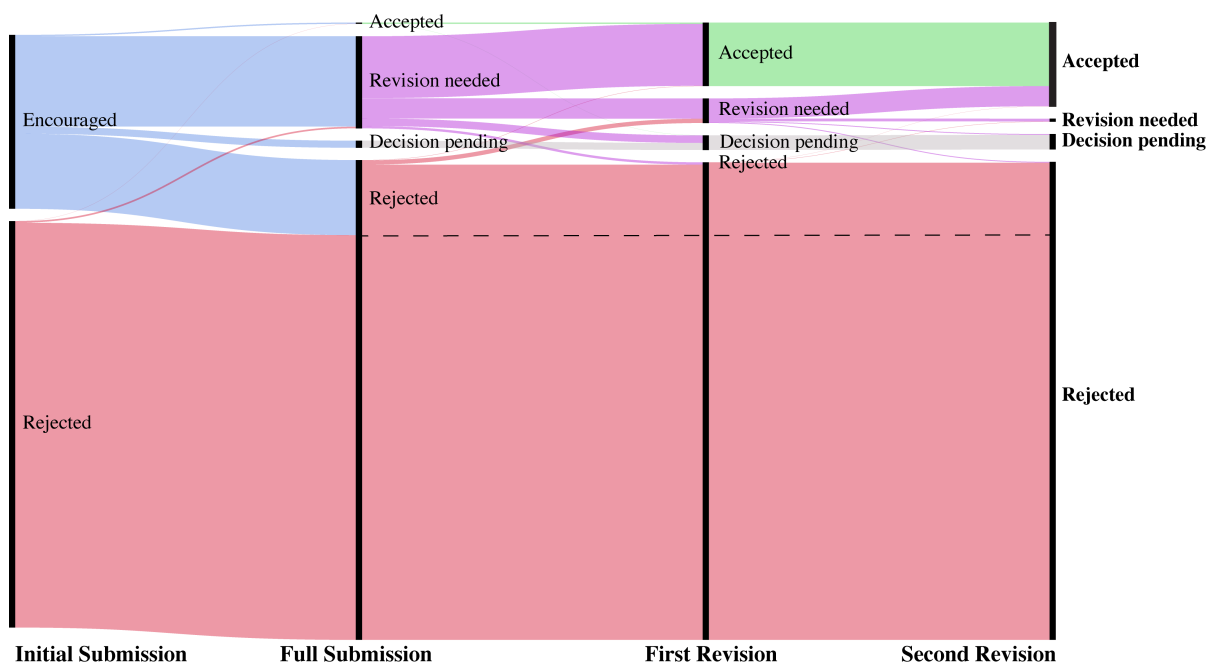 Encouraged
Rejected
Accepted
Revision needed
Decision pending
Rejected
Accepted
Revision needed
Decision pending
Rejected
Accepted
Revision needed
Decision pending
Rejected
Initial Submission
Full Submission
First Revision
Second Revision